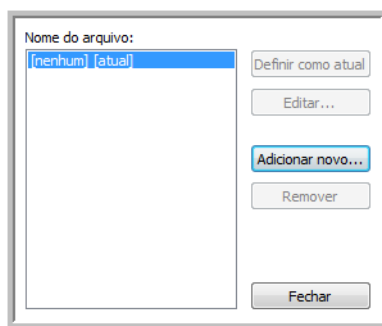 Nome do arquivo:
[nenhum] [atual]
Definir como atual
Editar...
Adicionar novo...
Remover
Fechar